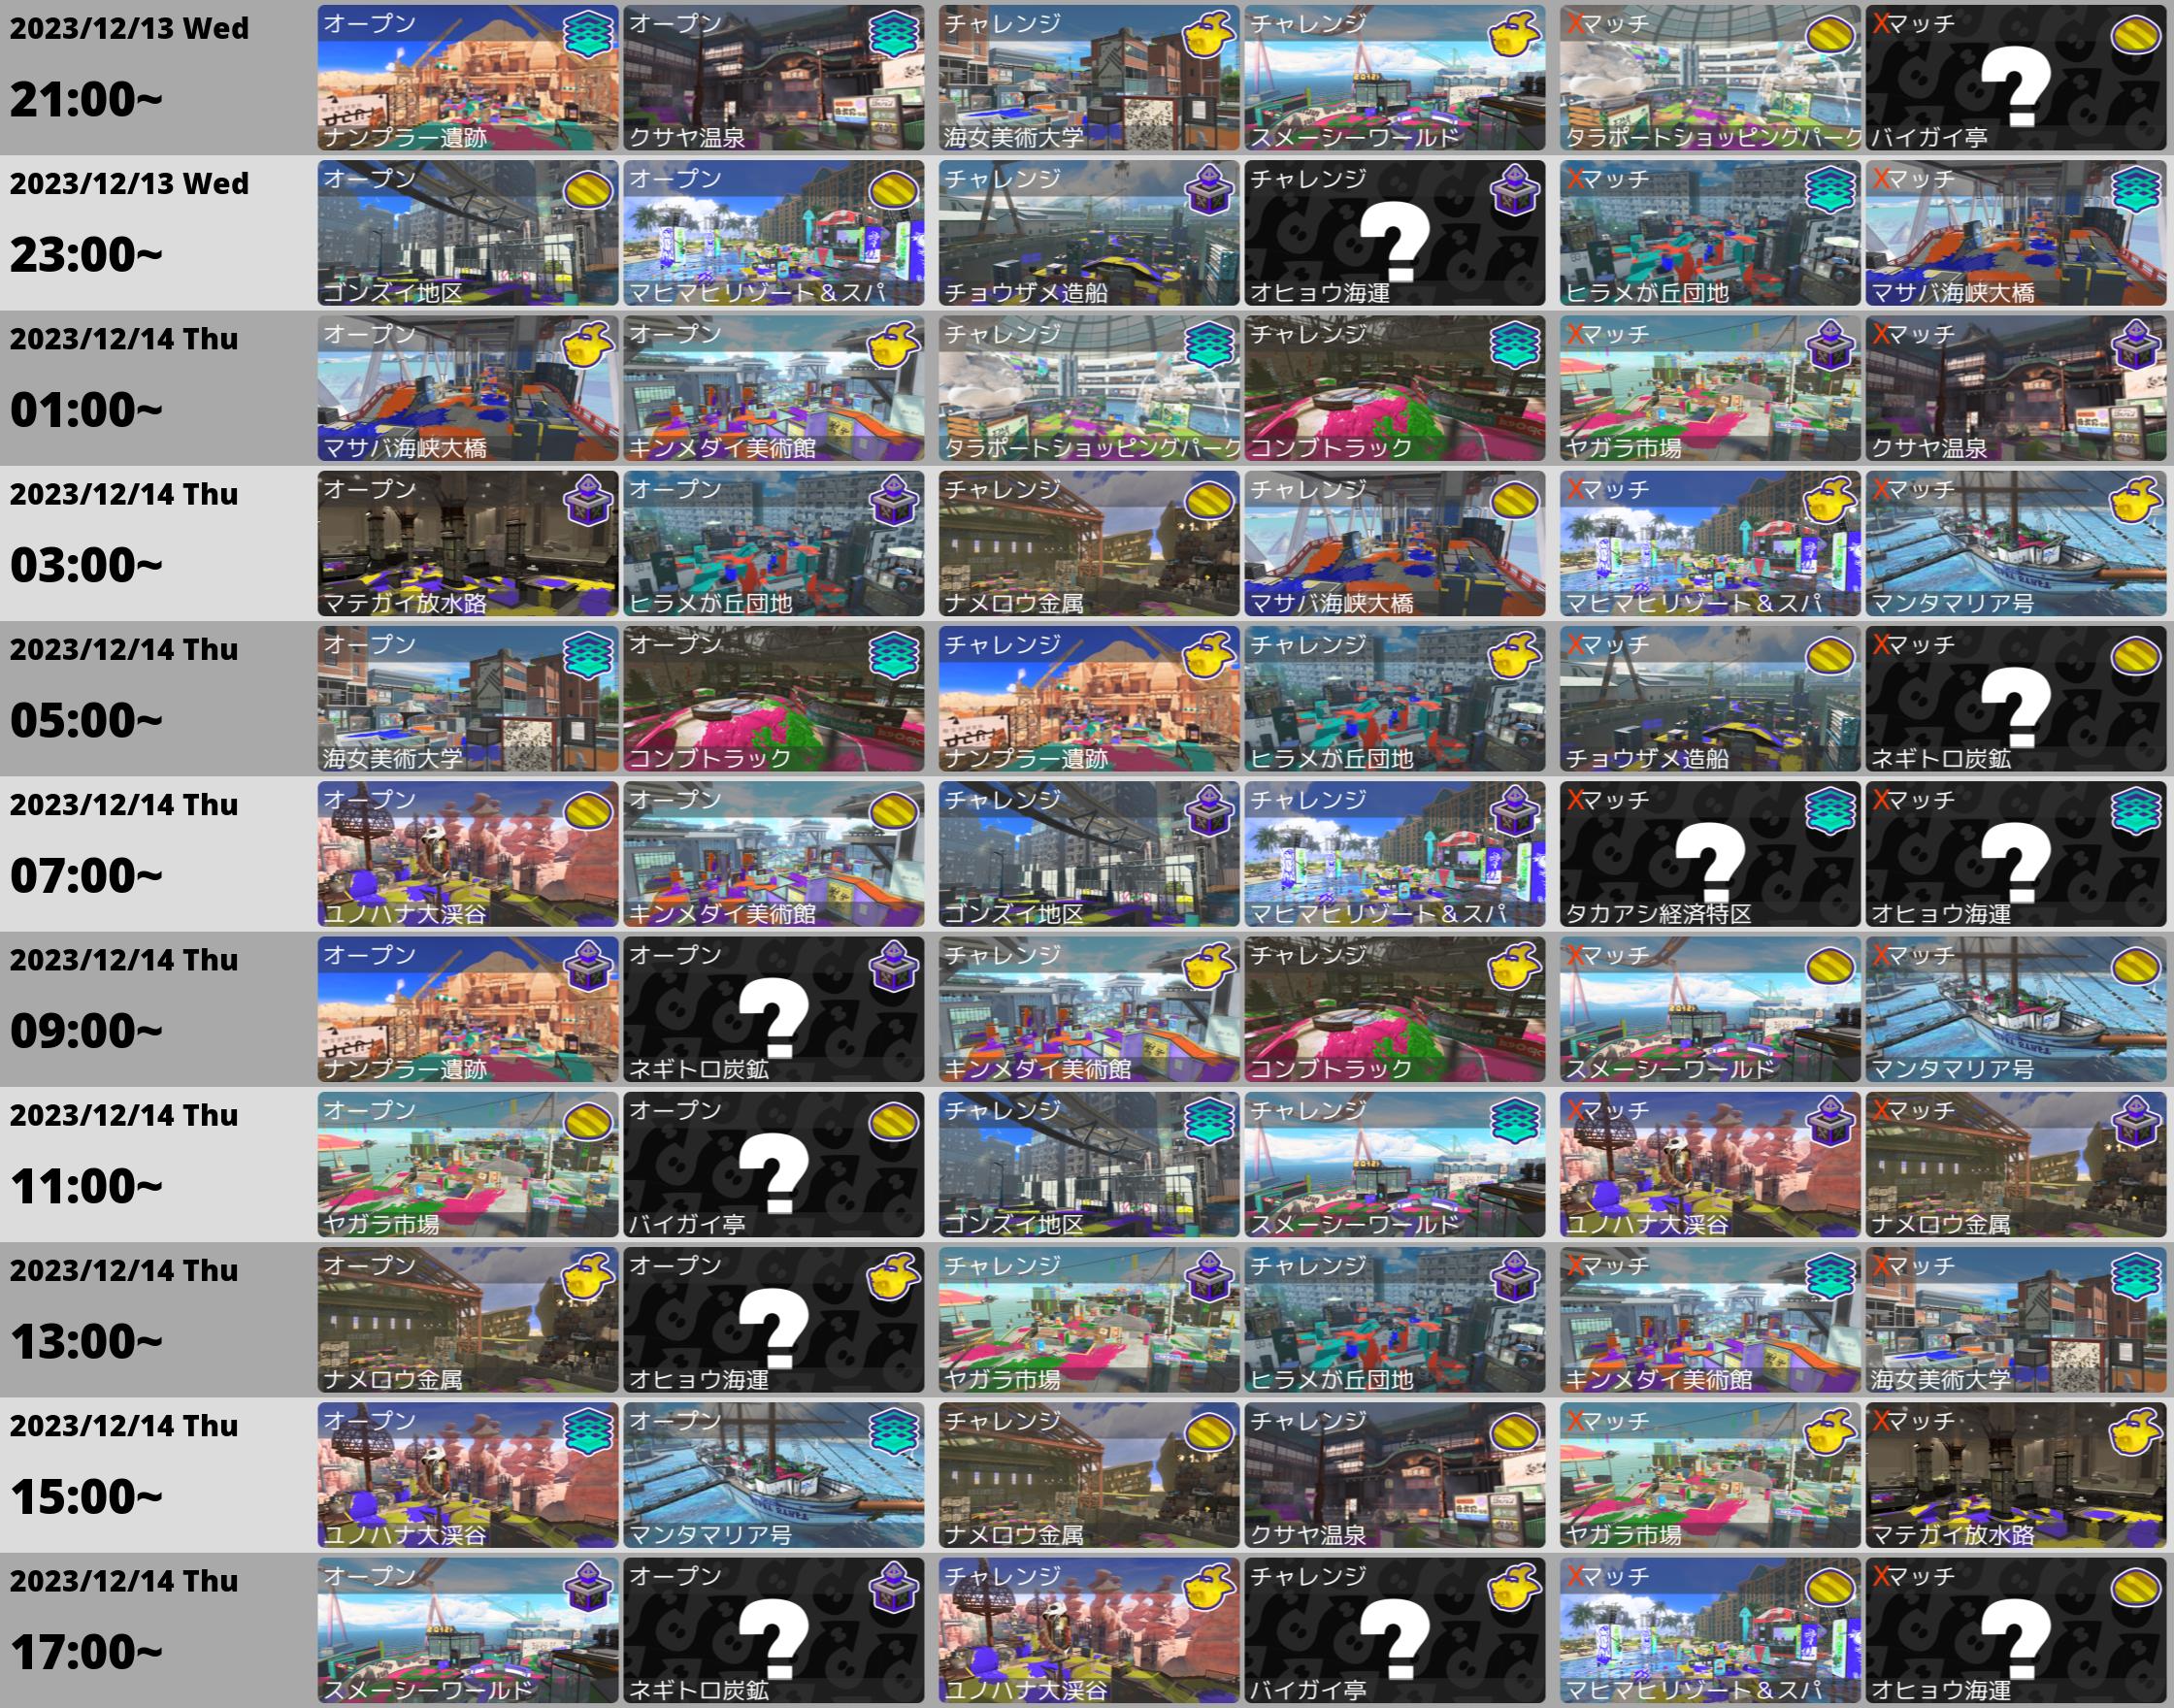 2023/12/13 Wed
21:00~
オープン
ナンプラー遺跡
オープン
クサヤ温泉
チャレンジ
海女美術大学
チャレンジ
スメーシーワールド
Xマッチ
タラポートショッピングパーク
Xマッチ
?
バイガイ亭
2023/12/13 Wed
23:00~
オープン
ゴンズイ地区
オープン
マヒマヒリゾート＆スパ
チャレンジ
チョウザメ造船
チャレンジ
?
オヒョウ海運
Xマッチ
ヒラメが丘団地
Xマッチ
マサバ海峡大橋
2023/12/14 Thu
01:00~
オープン
マサバ海峡大橋
オープン
キンメダイ美術館
チャレンジ
タラポートショッピングパーク
チャレンジ
コンブトラック
Xマッチ
ヤガラ市場
Xマッチ
クサヤ温泉
2023/12/14 Thu
03:00~
オープン
マテガイ放水路
オープン
ヒラメが丘団地
チャレンジ
ナメロウ金属
チャレンジ
マサバ海峡大橋
Xマッチ
マヒマヒリゾート＆スパ
Xマッチ
マンタマリア号
2023/12/14 Thu
05:00~
オープン
海女美術大学
オープン
コンブトラック
チャレンジ
ナンプラー遺跡
チャレンジ
ヒラメが丘団地
Xマッチ
チョウザメ造船
Xマッチ
?
ネギトロ炭鉱
2023/12/14 Thu
07:00~
オープン
ユノハナ大渓谷
オープン
キンメダイ美術館
チャレンジ
ゴンズイ地区
チャレンジ
マヒマヒリゾート＆スパ
Xマッチ
?
タカアシ経済特区
Xマッチ
?
オヒョウ海運
2023/12/14 Thu
09:00~
オープン
ナンプラー遺跡
オープン
?
ネギトロ炭鉱
チャレンジ
キンメダイ美術館
チャレンジ
コンブトラック
Xマッチ
スメーシーワールド
Xマッチ
マンタマリア号
2023/12/14 Thu
11:00~
オープン
ヤガラ市場
オープン
?
バイガイ亭
チャレンジ
ゴンズイ地区
チャレンジ
スメーシーワールド
Xマッチ
ユノハナ大渓谷
Xマッチ
ナメロウ金属
2023/12/14 Thu
13:00~
オープン
ナメロウ金属
オープン
?
オヒョウ海運
チャレンジ
ヤガラ市場
チャレンジ
ヒラメが丘団地
Xマッチ
キンメダイ美術館
Xマッチ
海女美術大学
2023/12/14 Thu
15:00~
オープン
ユノハナ大渓谷
オープン
マンタマリア号
チャレンジ
ナメロウ金属
チャレンジ
クサヤ温泉
Xマッチ
ヤガラ市場
Xマッチ
マテガイ放水路
2023/12/14 Thu
17:00~
オープン
スメーシーワールド
オープン
?
ネギトロ炭鉱
チャレンジ
ユノハナ大渓谷
チャレンジ
?
バイガイ亭
Xマッチ
マヒマヒリゾート＆スパ
Xマッチ
?
オヒョウ海運